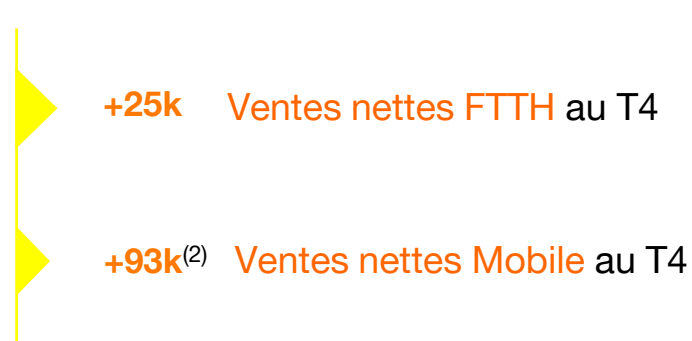 +25k Ventes nettes FTTH au T4
+93k(2) Ventes nettes Mobile au T4